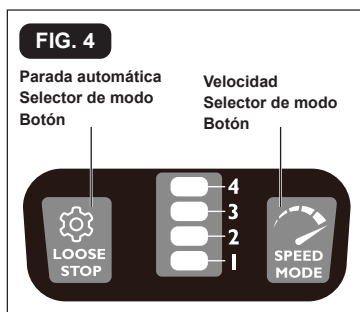 FIG. 4
Parada automática
Selector de modo
Botón
Velocidad
Selector de modo
Botón
4
3
2
1
LOOSE
STOP
SPEED
MODE